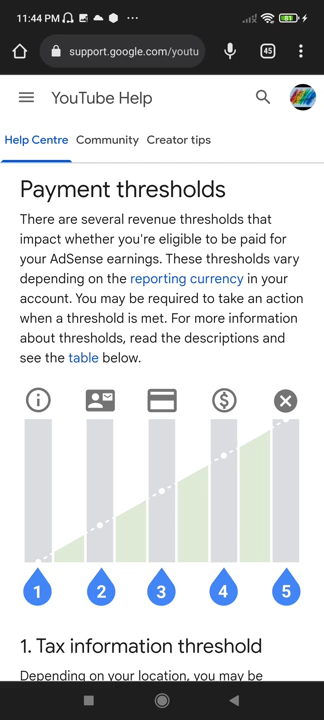 11:44 PM
81
support.google.com/youtu
45
YouTube Help
Help Centre Community Creator tips
Payment thresholds
There are several revenue thresholds that
impact whether you're eligible to be paid for
your AdSense earnings. These thresholds vary
depending on the reporting currency in your
account. You may be required to take an action
when a threshold is met. For more information
about thresholds, read the descriptions and
see the table below.
1 2 3 4 5
1. Tax information threshold
Depending on your location, you may be